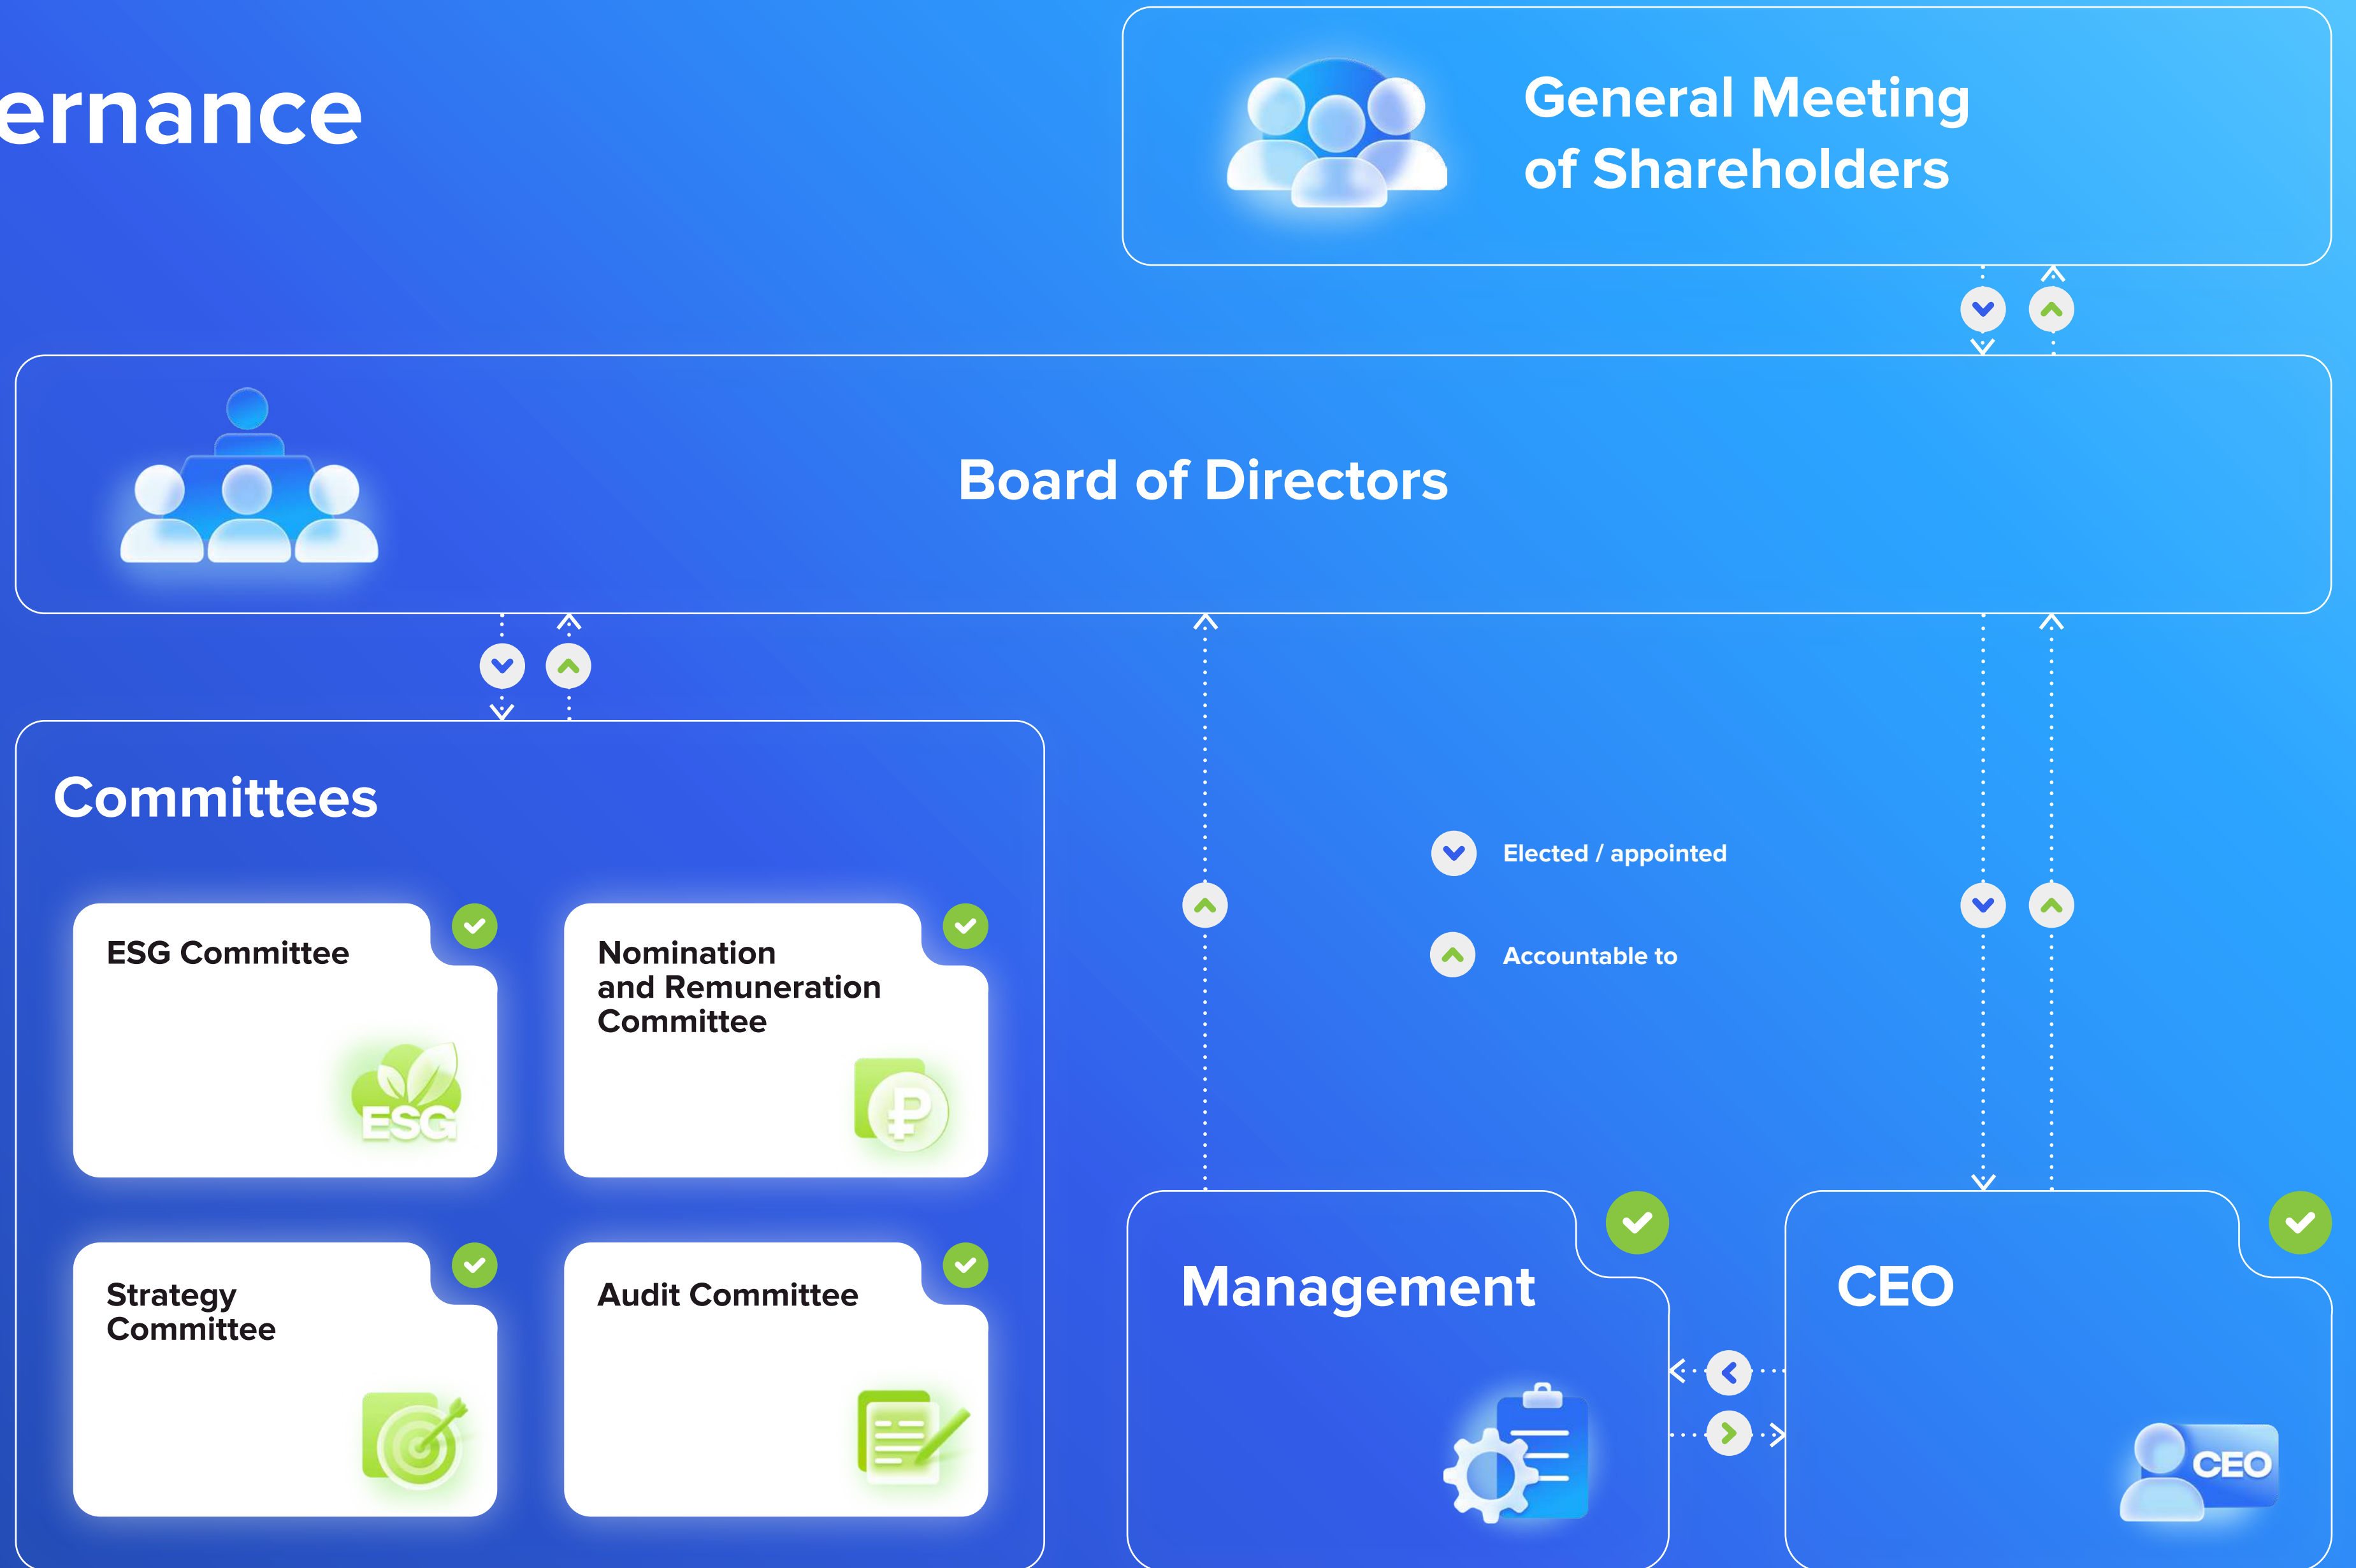 ernance
General Meeting
of Shareholders
Board of Directors
Committees
ESG Committee
ESG
Nomination
and Remuneration
Committee
₽
Strategy
Committee
Audit Committee
Elected / appointed
Accountable to
Management
CEO
CEO